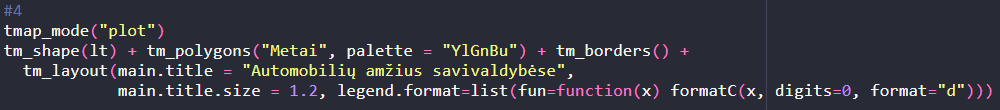 #4
tmap_mode("plot")
tm_shape(lt) + tm_polygons("Metai", palette = "YlGnBu") + tm_borders() +
  tm_layout(main.title = "Automobilių amžius savivaldybėse",
            main.title.size = 1.2, legend.format=list(fun=function(x) formatC(x, digits=0, format="d")))